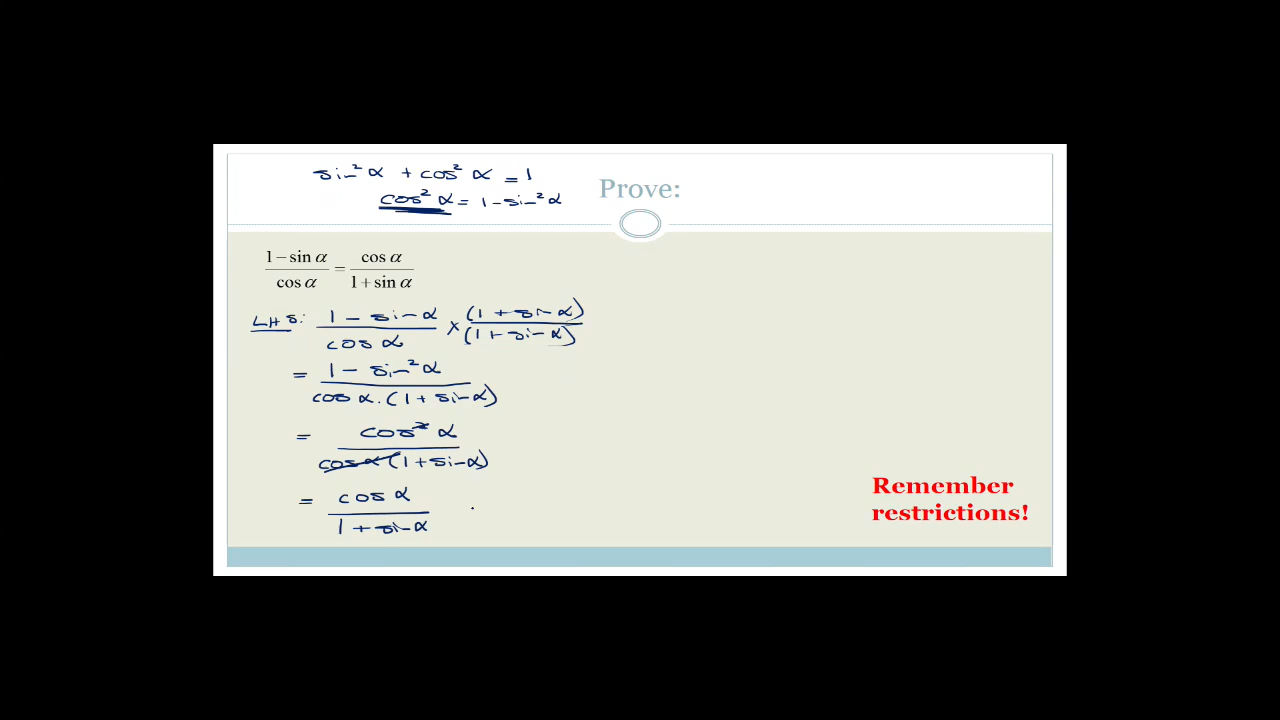 sin²α + cos²α = 1
cos²α = 1 - sin²α
Prove:
1 − sin α / cos α = cos α / 1 + sin α
LHS: 1 - sin α / cos α × (1 + sin α) / (1 + sin α)
= 1 - sin²α / cos α . (1 + sin α)
= cos²α / cos α (1 + sin α)
= cos α / 1 + sin α
Remember
restrictions!